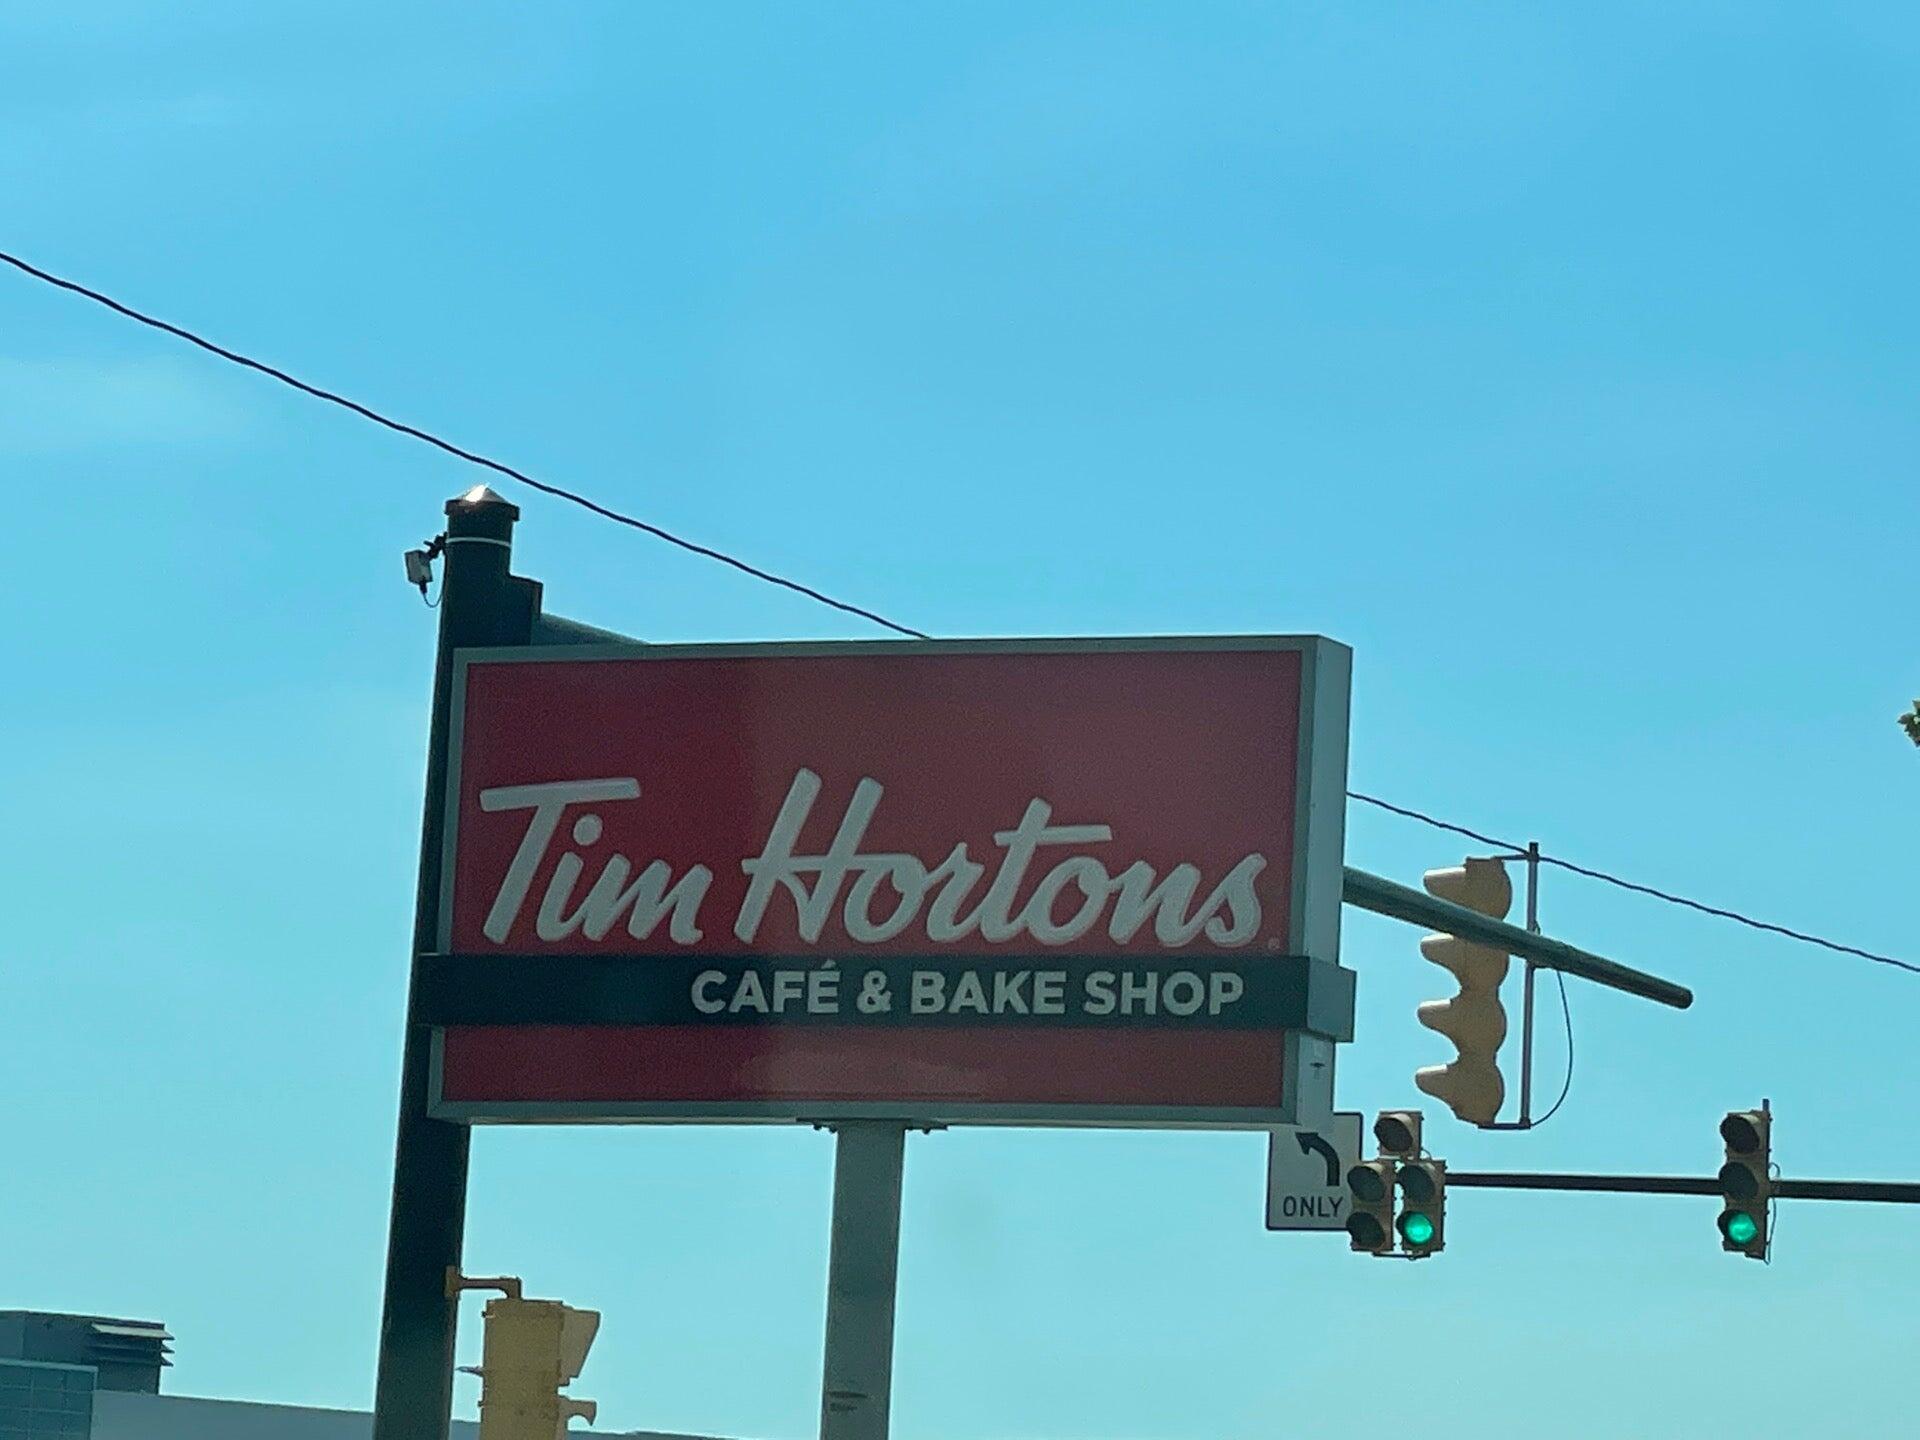 Tim Hortons
CAFÉ & BAKE SHOP
ONLY